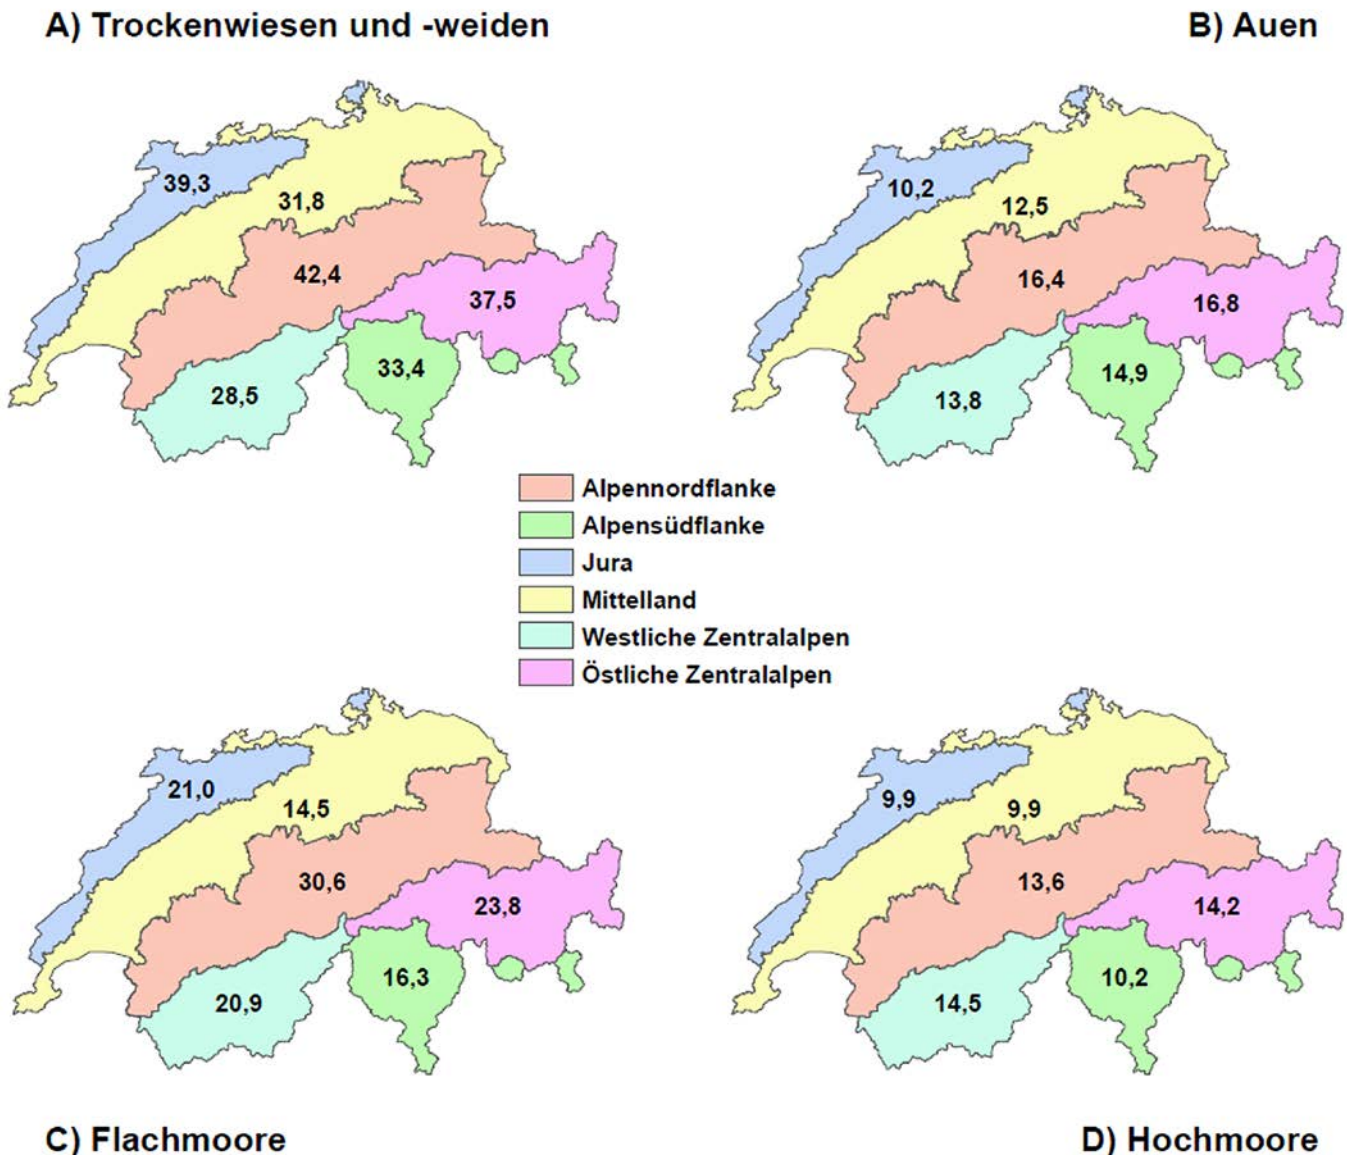 A) Trockenwiesen und -weiden
B) Auen
39,3
31,8
42,4
37,5
33,4
28,5
10,2
12,5
16,4
16,8
14,9
13,8
Alpennordflanke
Alpensüdflanke
Jura
Mittelland
Westliche Zentralalpen
Östliche Zentralalpen
21,0
14,5
30,6
23,8
16,3
20,9
9,9
9,9
13,6
14,2
10,2
14,5
C) Flachmoore
D) Hochmoore